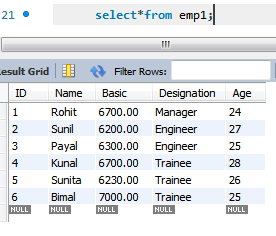 21 select*from emp1;
Result Grid Filter Rows:
ID Name Basic Designation Age
1 Rohit 6700.00 Manager 24
2 Sunil 6200.00 Engineer 27
3 Payal 6300.00 Engineer 25
4 Kunal 6700.00 Trainee 28
5 Sunita 6230.00 Trainee 26
6 Bimal 7000.00 Trainee 25
NULL NULL NULL NULL NULL